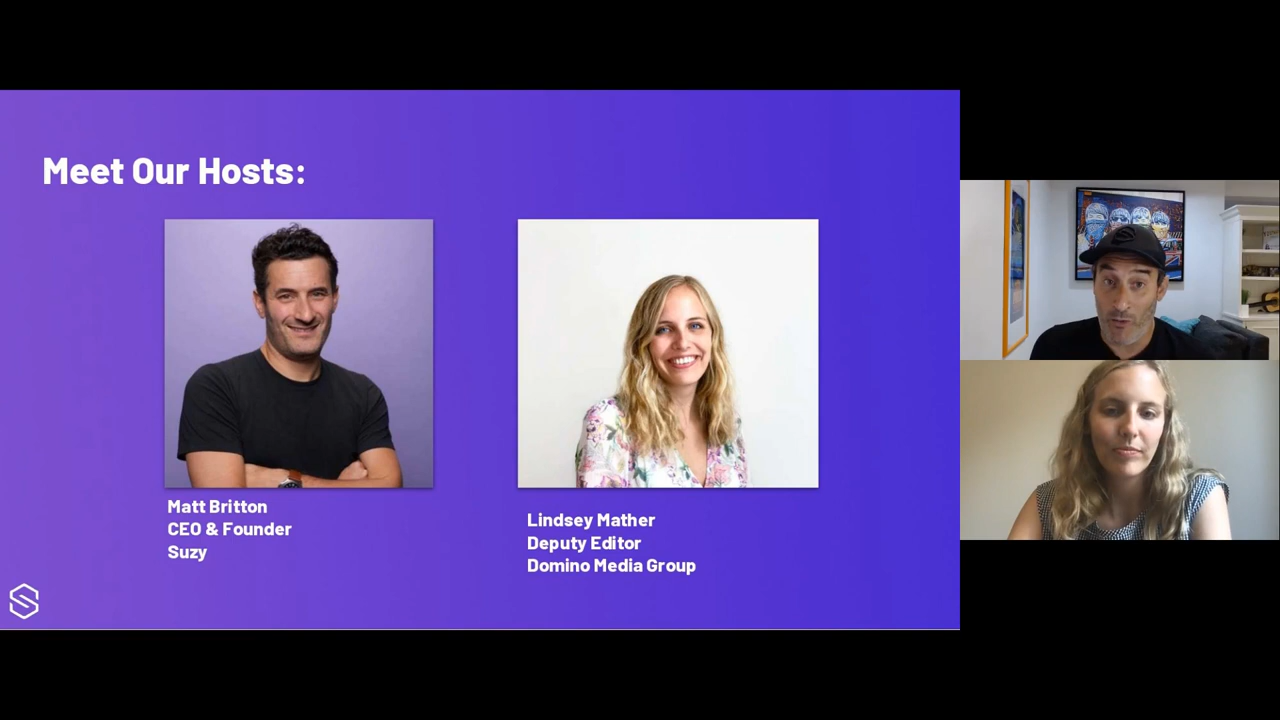 Meet Our Hosts:
Matt Britton
CEO & Founder
Suzy
Lindsey Mather
Deputy Editor
Domino Media Group